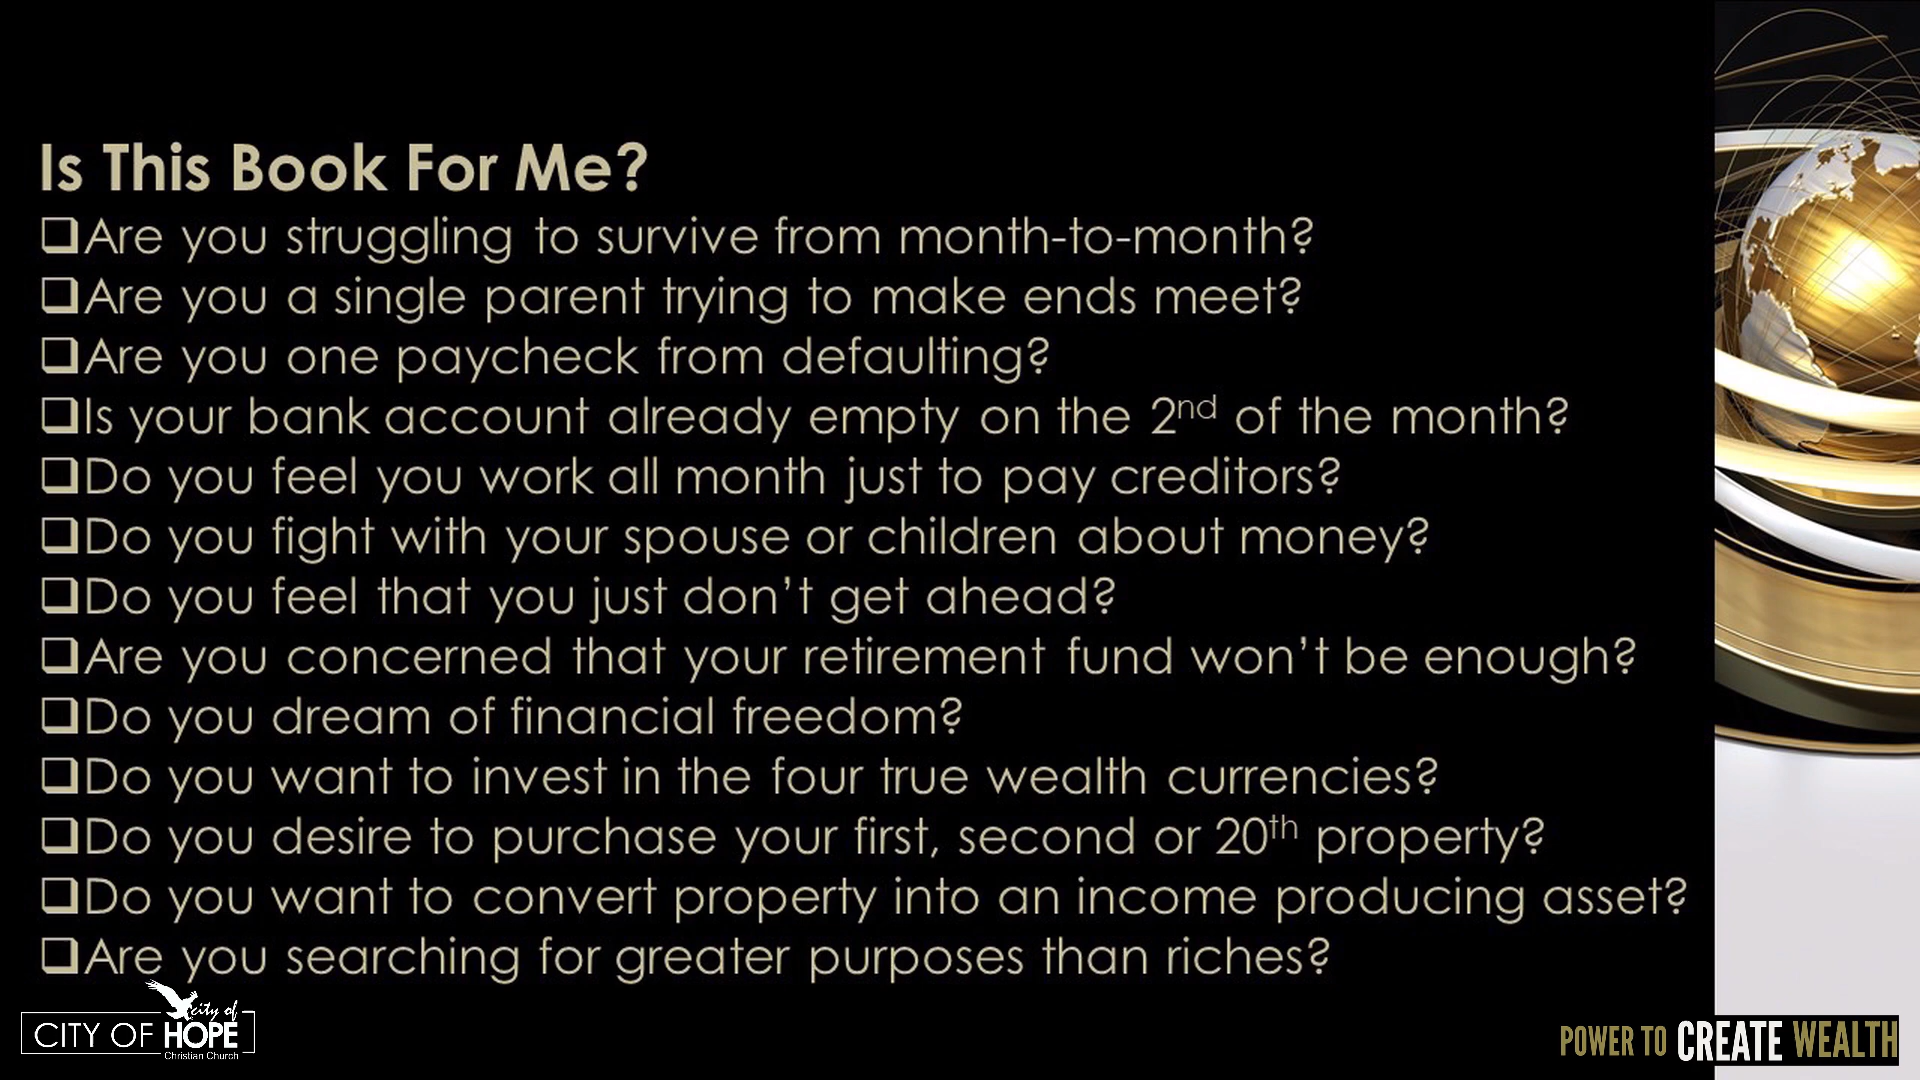 Is This Book For Me?
❑Are you struggling to survive from month-to-month?
❑Are you a single parent trying to make ends meet?
❑Are you one paycheck from defaulting?
❑Is your bank account already empty on the 2nd of the month?
❑Do you feel you work all month just to pay creditors?
❑Do you fight with your spouse or children about money?
❑Do you feel that you just don’t get ahead?
❑Are you concerned that your retirement fund won’t be enough?
❑Do you dream of financial freedom?
❑Do you want to invest in the four true wealth currencies?
❑Do you desire to purchase your first, second or 20th property?
❑Do you want to convert property into an income producing asset?
❑Are you searching for greater purposes than riches?
city of
CITY OF HOPE
Christian Church
POWER TO CREATE WEALTH